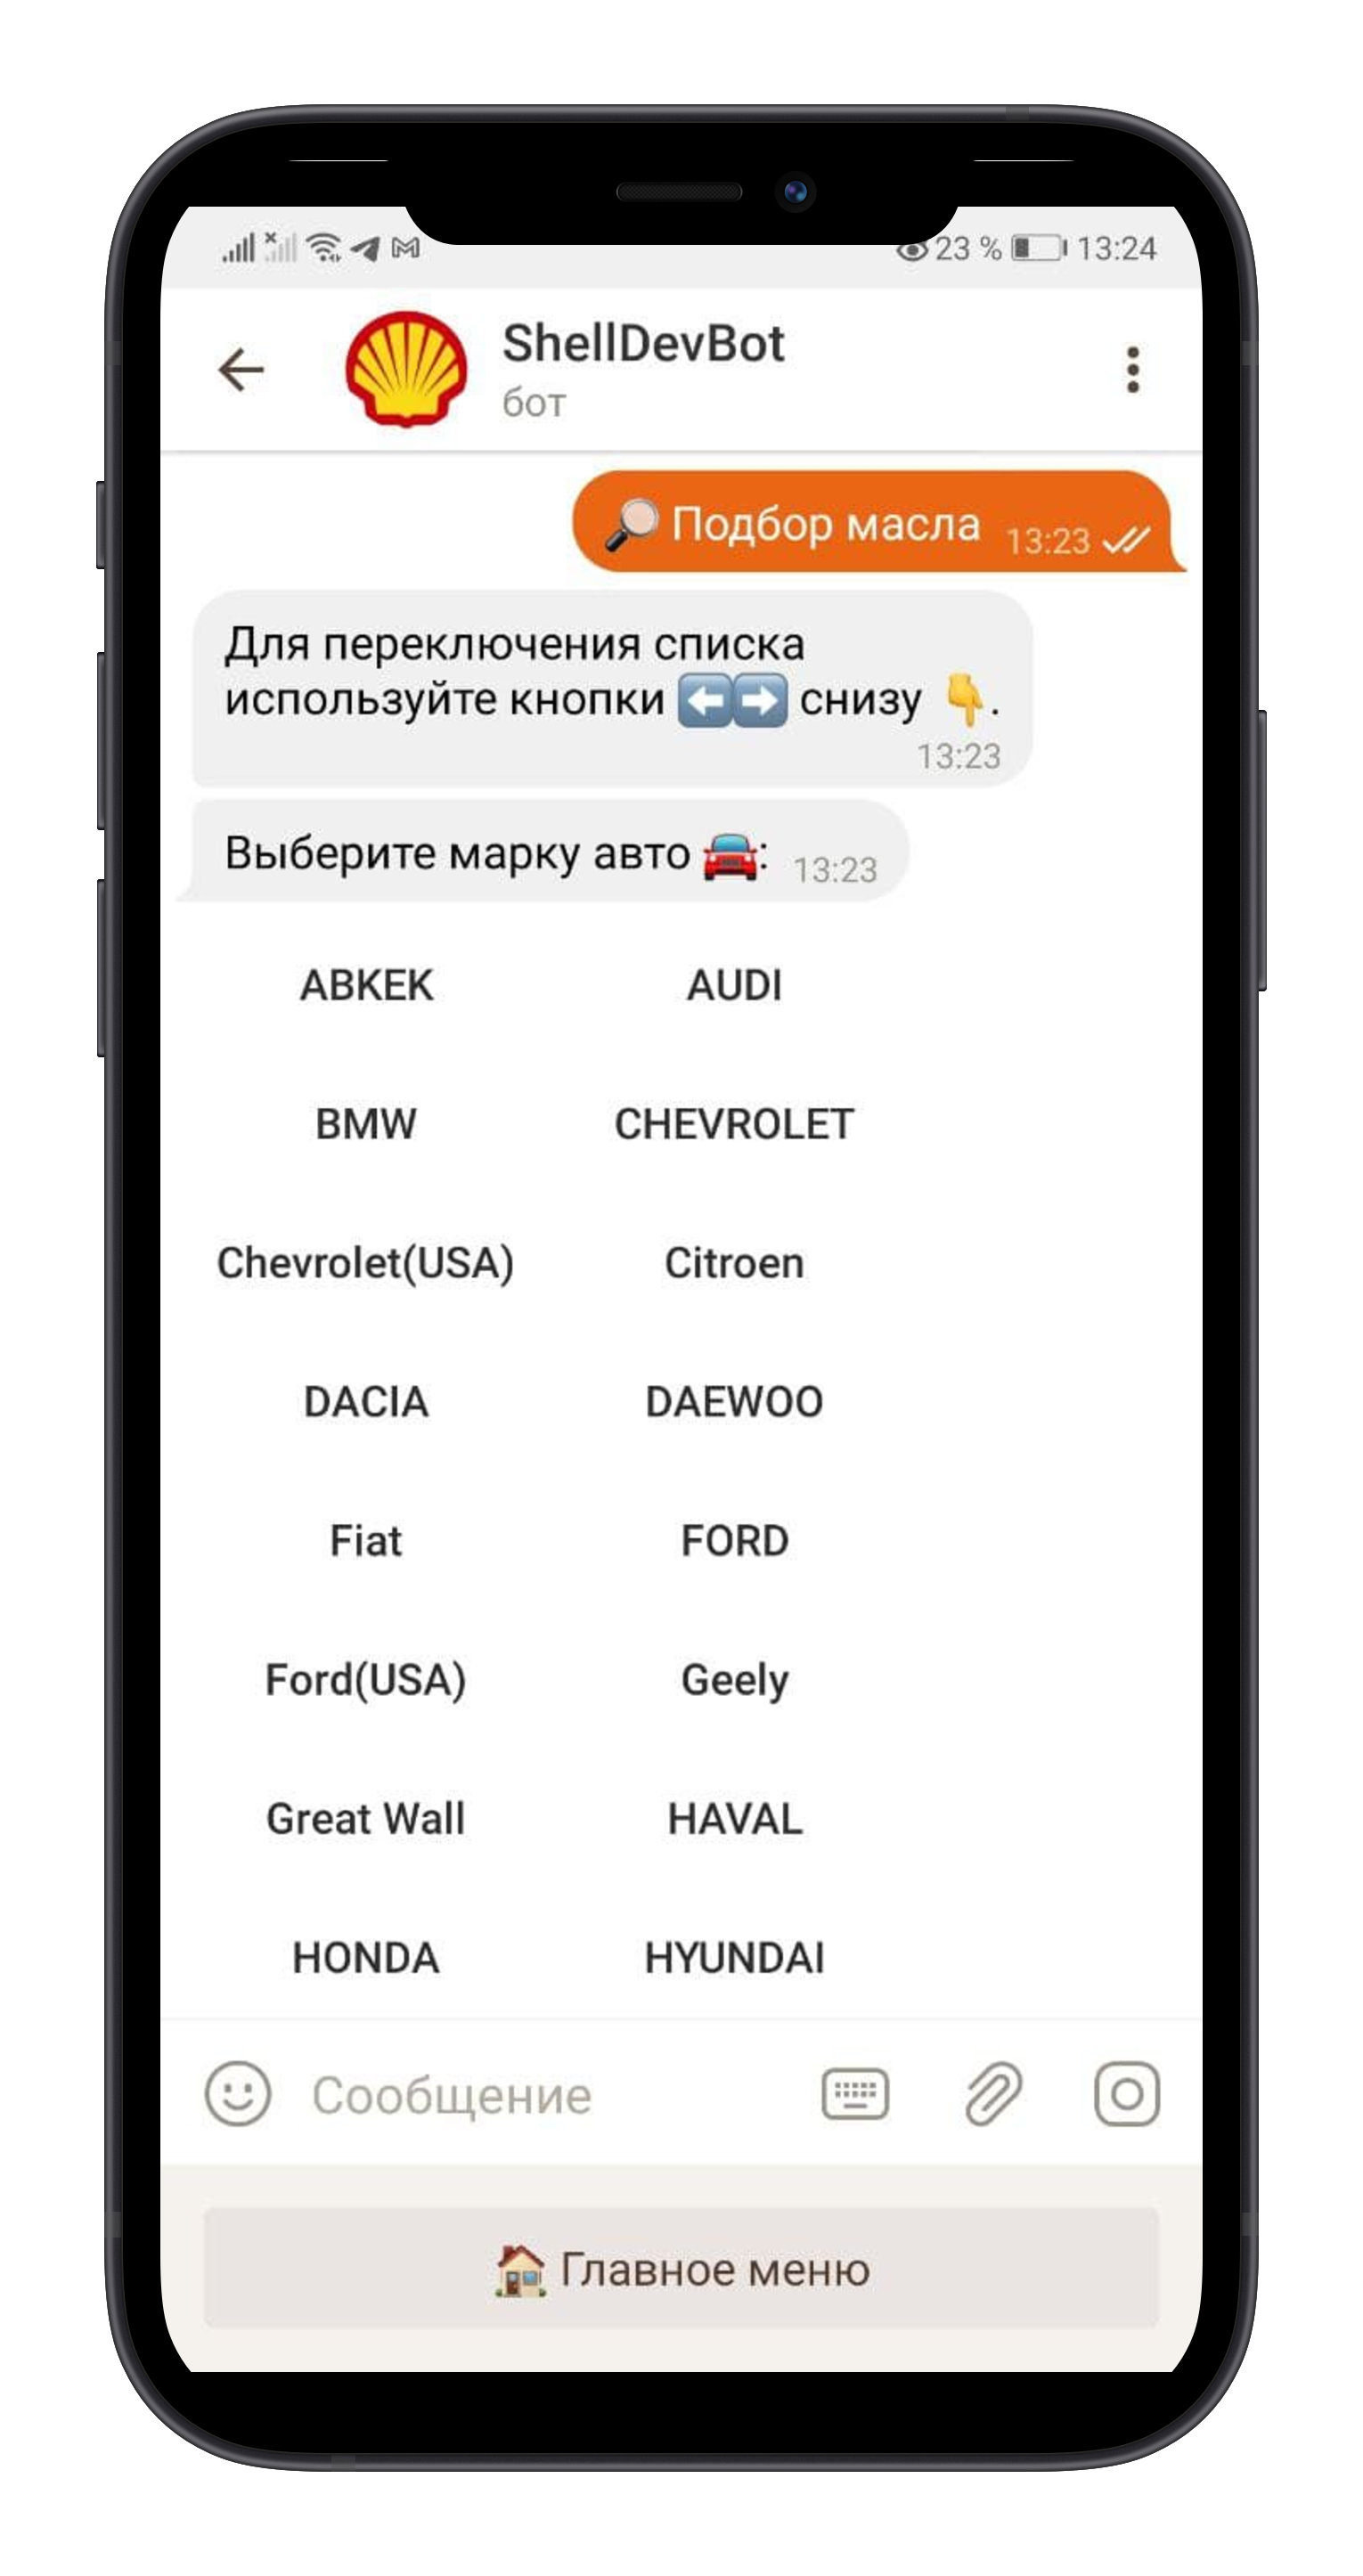 23 % 13:24
ShellDevBot
бот
🔎 Подбор масла 13:23
Для переключения списка
используйте кнопки ⬅️➡️ снизу 👇.
13:23
Выберите марку авто 🚘: 13:23
ABKEK AUDI
BMW CHEVROLET
Chevrolet(USA) Citroen
DACIA DAEWOO
Fiat FORD
Ford(USA) Geely
Great Wall HAVAL
HONDA HYUNDAI
Сообщение
🏠 Главное меню